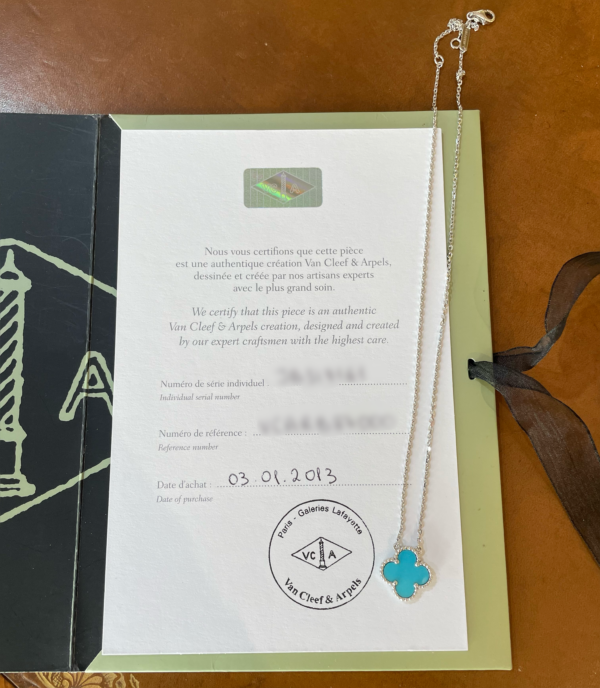 Nous vous certifions que cette pièce
est une authentique création Van Cleef & Arpels,
dessinée et créée par nos artisans experts
avec le plus grand soin.
We certify that this piece is an authentic
Van Cleef & Arpels creation, designed and created
by our expert craftsmen with the highest care.
Numéro de série individuel :
Individual serial number
Numéro de référence :
Reference number
Date d'achat : 03.01.2013
Date of purchase
Paris - Galeries Lafayette
VC A
Van Cleef & Arpels
A